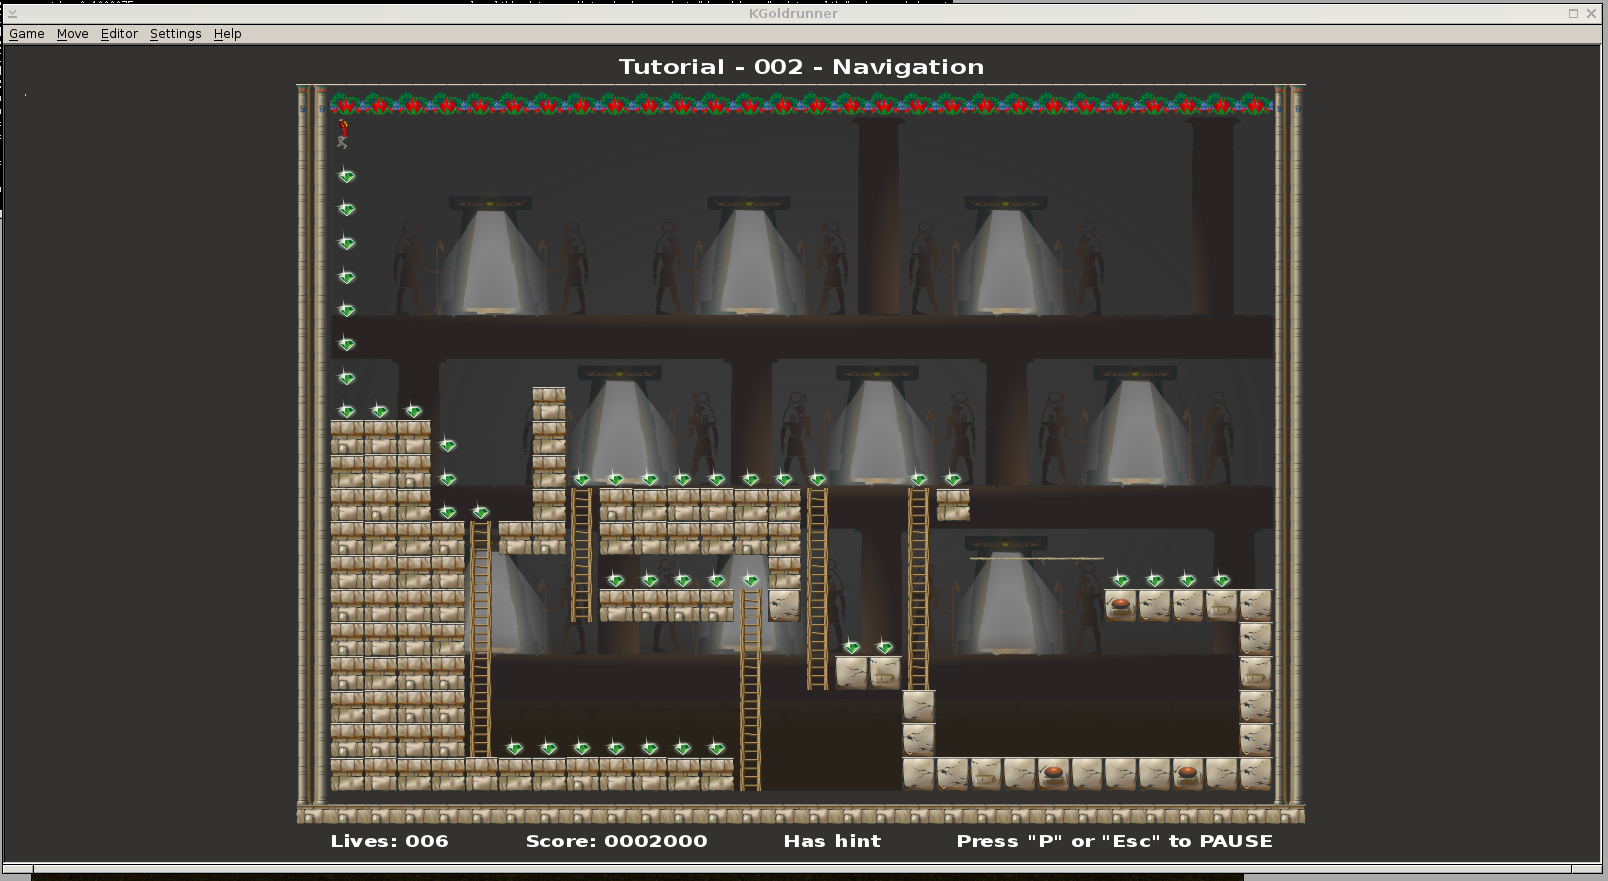 KGoldrunner
Game Move Editor Settings Help
Tutorial - 002 - Navigation
Lives: 006 Score: 0002000 Has hint Press "P" or "Esc" to PAUSE